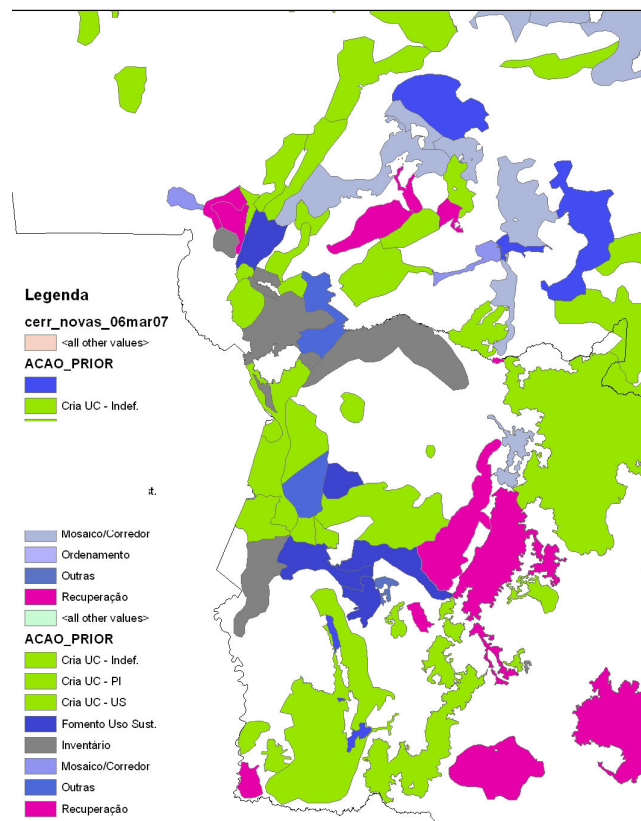 Legenda
cerr_novas_06mar07
<all other values>
ACAO_PRIOR
Cria UC - Indef.
Mosaico/Corredor
Ordenamento
Outras
Recuperação
<all other values>
ACAO_PRIOR
Cria UC - Indef.
Cria UC - PI
Cria UC - US
Fomento Uso Sust.
Inventário
Mosaico/Corredor
Outras
Recuperação